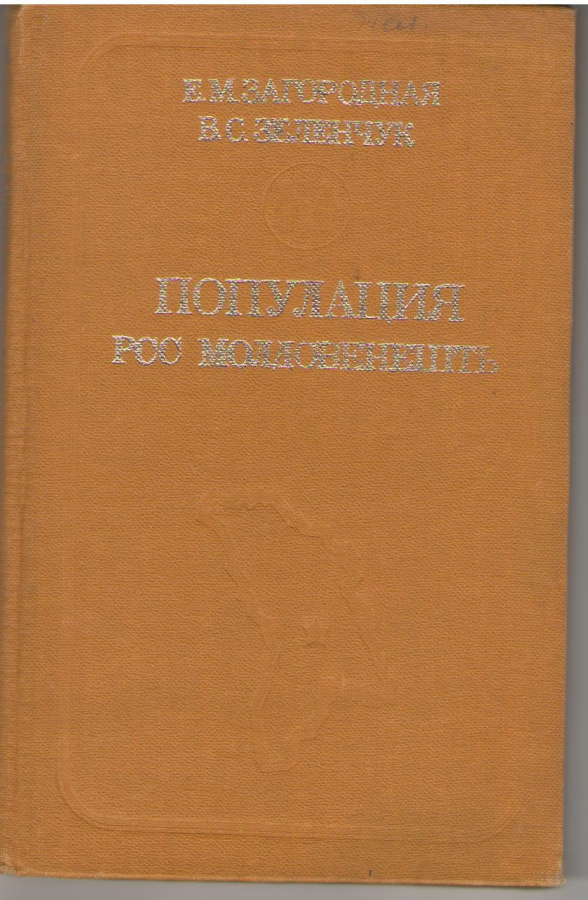 Е. М. ЗАГОРОДНАЯ
В. С. ЗЕЛЕНЧУК
ПОПУЛАЦИЯ
РСС МОЛДОВЕНЕШТЬ